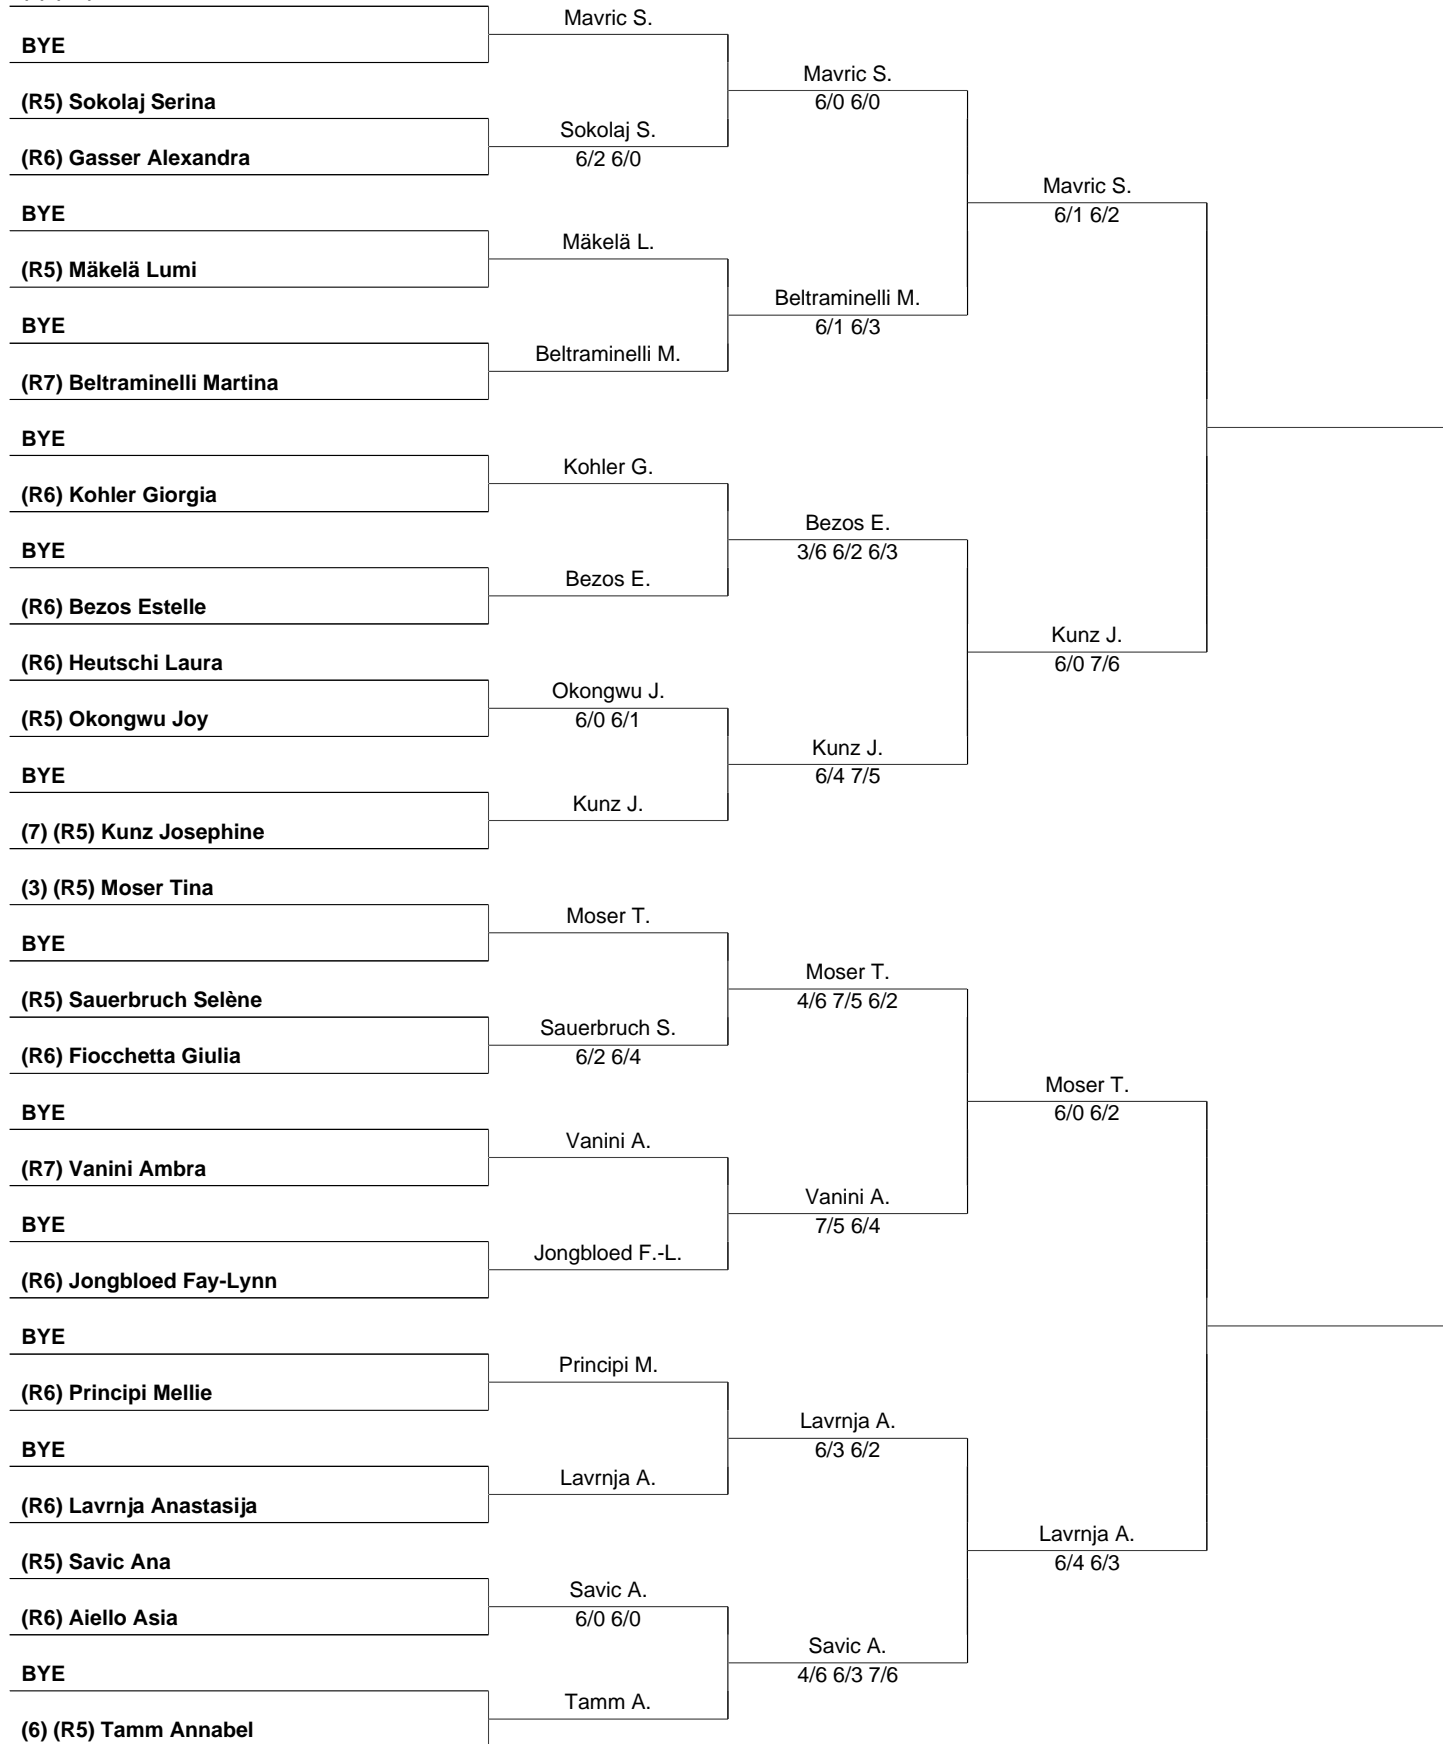 BYE
(R5) Sokolaj Serina
(R6) Gasser Alexandra
BYE
(R5) Mäkelä Lumi
BYE
(R7) Beltraminelli Martina
BYE
(R6) Kohler Giorgia
BYE
(R6) Bezos Estelle
(R6) Heutschi Laura
(R5) Okongwu Joy
BYE
(7) (R5) Kunz Josephine
(3) (R5) Moser Tina
BYE
(R5) Sauerbruch Selène
(R6) Fiocchetta Giulia
BYE
(R7) Vanini Ambra
BYE
(R6) Jongbloed Fay-Lynn
BYE
(R6) Principi Mellie
BYE
(R6) Lavrnja Anastasija
(R5) Savic Ana
(R6) Aiello Asia
BYE
(6) (R5) Tamm Annabel
Mavric S.
Sokolaj S.
6/2 6/0
Mäkelä L.
Beltraminelli M.
Kohler G.
Bezos E.
Okongwu J.
6/0 6/1
Kunz J.
Moser T.
Sauerbruch S.
6/2 6/4
Vanini A.
Jongbloed F.-L.
Principi M.
Lavrnja A.
Savic A.
6/0 6/0
Tamm A.
Mavric S.
6/0 6/0
Beltraminelli M.
6/1 6/3
Bezos E.
3/6 6/2 6/3
Kunz J.
6/4 7/5
Moser T.
4/6 7/5 6/2
Vanini A.
7/5 6/4
Lavrnja A.
6/3 6/2
Savic A.
4/6 6/3 7/6
Mavric S.
6/1 6/2
Kunz J.
6/0 7/6
Moser T.
6/0 6/2
Lavrnja A.
6/4 6/3